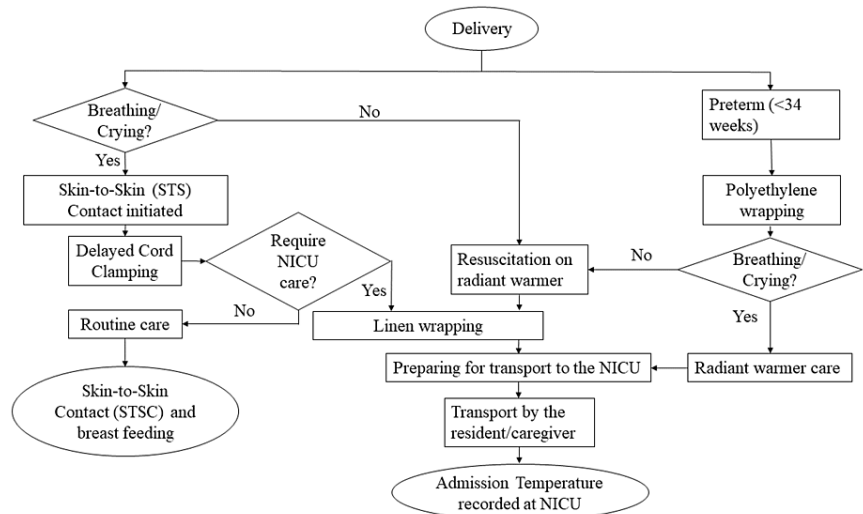 Delivery
Breathing/
Crying?
No
Preterm (<34
weeks)
Yes
Skin-to-Skin (STS)
Contact initiated
Polyethylene
wrapping
Delayed Cord
Clamping
Require
NICU
care?
Resuscitation on
radiant warmer
No
Breathing/
Crying?
Yes
Yes
No
Routine care
Linen wrapping
Preparing for transport to the NICU
Radiant warmer care
Skin-to-Skin
Contact (STSC) and
breast feeding
Transport by the
resident/caregiver
Admission Temperature
recorded at NICU